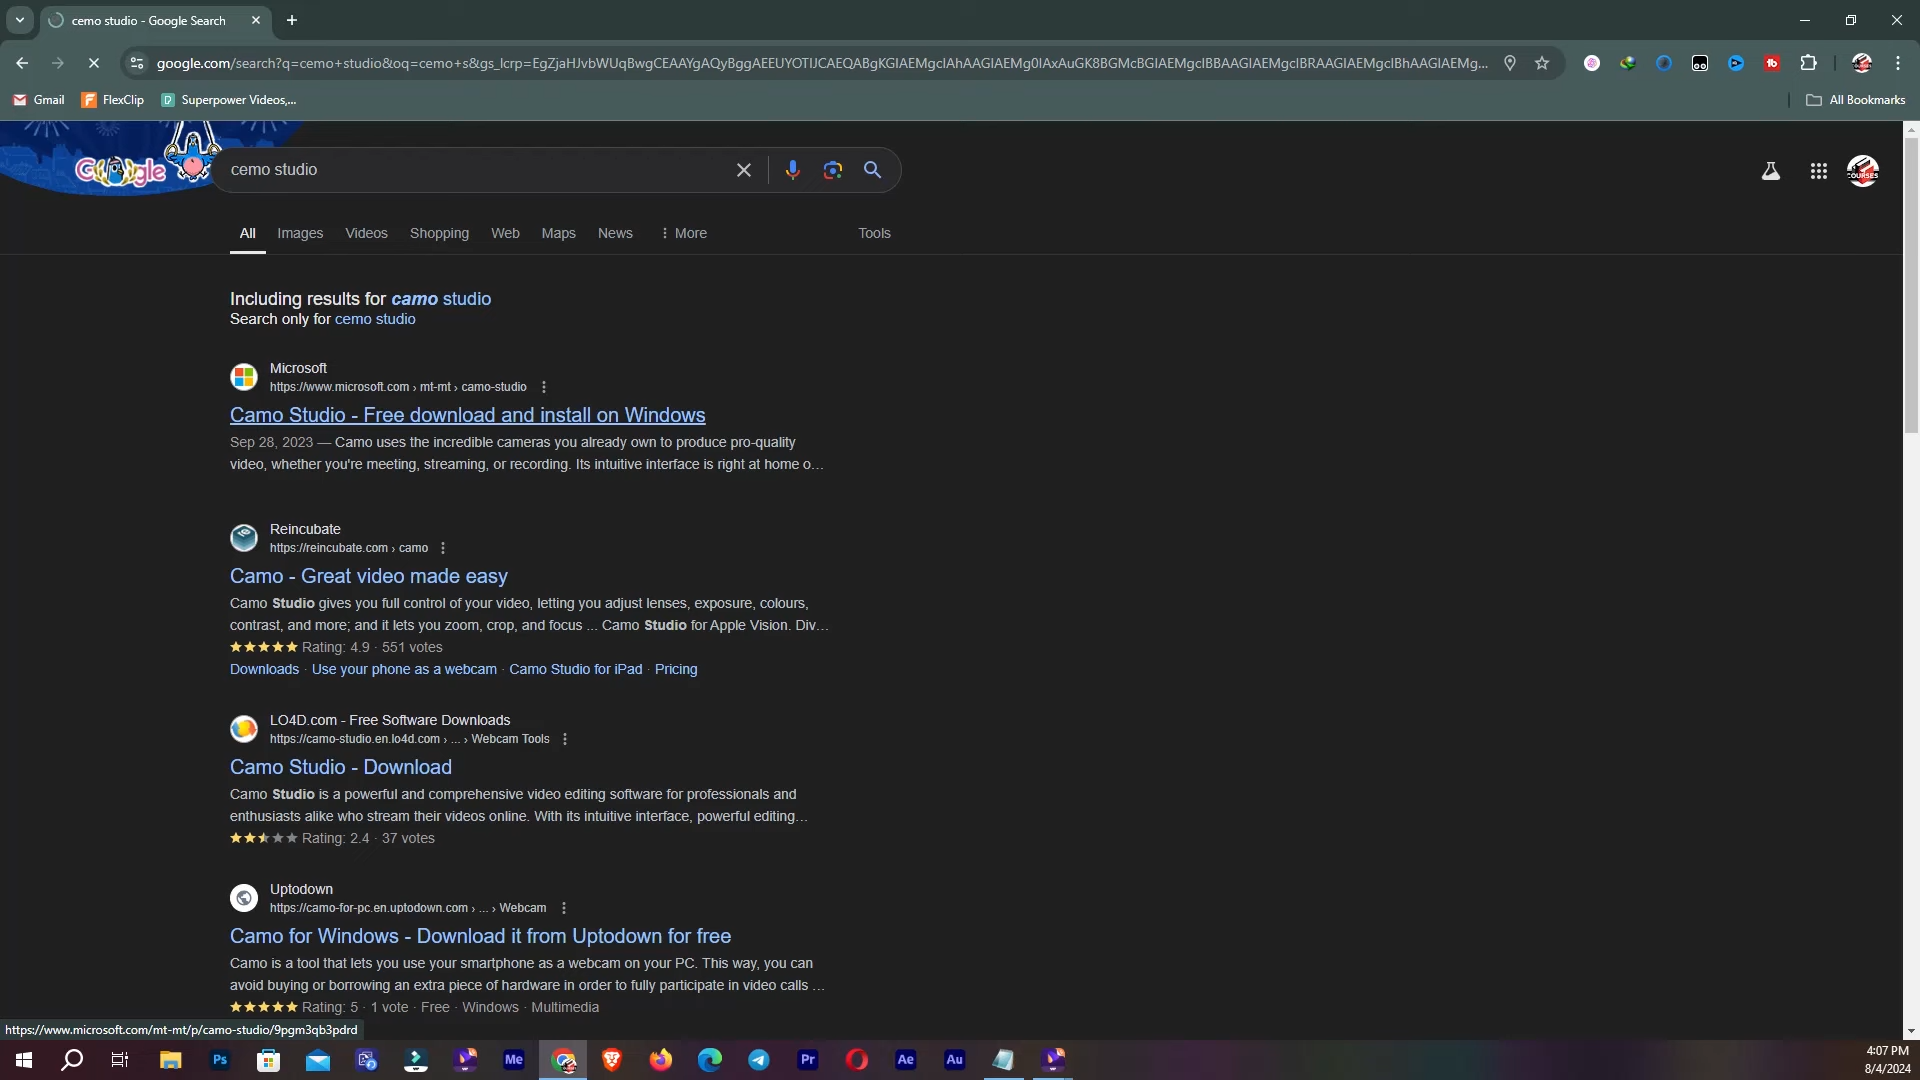 cemo studio - Google Search
google.com/search?q=cemo+studio&oq=cemo+s&gs_lcrp=EgZjaHJvbWUqBwgCEAAYgAQyBggAEEUYOTIJCAEQABgKGIAEMgcIAhAAGIAEMg0IAxAuGK8BGMcBGIAEMgcIBBAAGIAEMgcIBRAAGIAEMgcIBhAAGIAEMg...
Gmail
FlexClip
Superpower Videos,...
All Bookmarks
Google
cemo studio
COURSES
All
Images
Videos
Shopping
Web
Maps
News
More
Tools
Including results for camo studio
Search only for cemo studio
Microsoft
https://www.microsoft.com › mt-mt › camo-studio
Camo Studio - Free download and install on Windows
Sep 28, 2023 — Camo uses the incredible cameras you already own to produce pro-quality
video, whether you're meeting, streaming, or recording. Its intuitive interface is right at home o...
Reincubate
https://reincubate.com › camo
Camo - Great video made easy
Camo Studio gives you full control of your video, letting you adjust lenses, exposure, colours,
contrast, and more; and it lets you zoom, crop, and focus ... Camo Studio for Apple Vision. Div...
Rating: 4.9 · 551 votes
Downloads · Use your phone as a webcam · Camo Studio for iPad · Pricing
LO4D.com - Free Software Downloads
https://camo-studio.en.lo4d.com › ... › Webcam Tools
Camo Studio - Download
Camo Studio is a powerful and comprehensive video editing software for professionals and
enthusiasts alike who stream their videos online. With its intuitive interface, powerful editing...
Rating: 2.4 · 37 votes
Uptodown
https://camo-for-pc.en.uptodown.com › ... › Webcam
Camo for Windows - Download it from Uptodown for free
Camo is a tool that lets you use your smartphone as a webcam on your PC. This way, you can
avoid buying or borrowing an extra piece of hardware in order to fully participate in video calls ...
Rating: 5 · 1 vote · Free · Windows · Multimedia
https://www.microsoft.com/mt-mt/p/camo-studio/9pgm3qb3pdrd
Ps
Me
Pr
Ae
Au
4:07 PM
8/4/2024